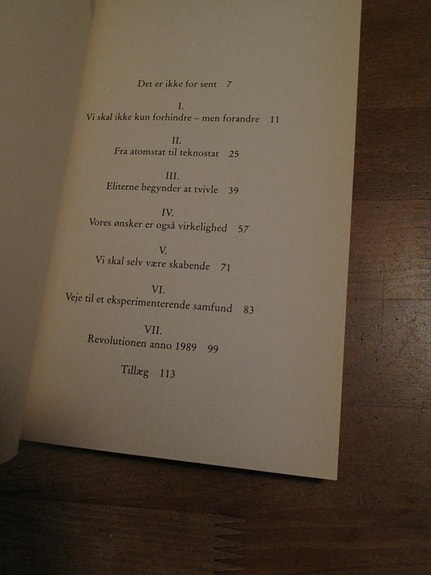 Det er ikke for sent 7
I.
Vi skal ikke kun forhindre – men forandre 11
II.
Fra atomstat til teknostat 25
III.
Eliterne begynder at tvivle 39
IV.
Vores ønsker er også virkelighed 57
V.
Vi skal selv være skabende 71
VI.
Veje til et eksperimenterende samfund 83
VII.
Revolutionen anno 1989 99
Tillæg 113